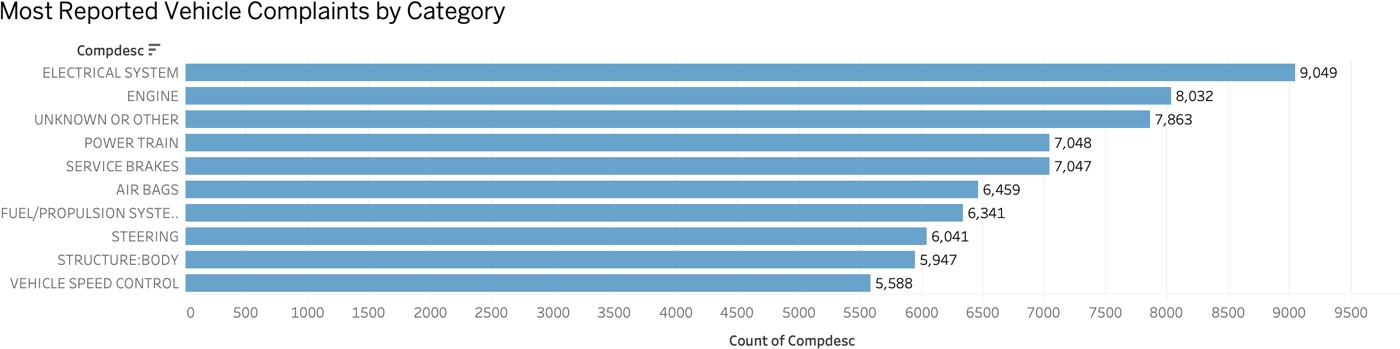 Most Reported Vehicle Complaints by Category
Compdesc
ELECTRICAL SYSTEM 9,049
ENGINE 8,032
UNKNOWN OR OTHER 7,863
POWER TRAIN 7,048
SERVICE BRAKES 7,047
AIR BAGS 6,459
FUEL/PROPULSION SYSTE.. 6,341
STEERING 6,041
STRUCTURE:BODY 5,947
VEHICLE SPEED CONTROL 5,588
0 500 1000 1500 2000 2500 3000 3500 4000 4500 5000 5500 6000 6500 7000 7500 8000 8500 9000 9500
Count of Compdesc